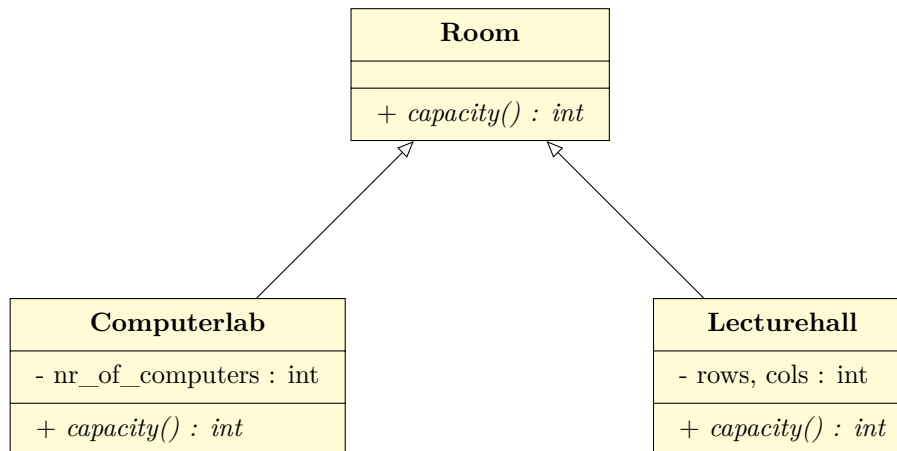 Room
+ capacity() : int
Computerlab
- nr_of_computers : int
+ capacity() : int
Lecturehall
- rows, cols : int
+ capacity() : int